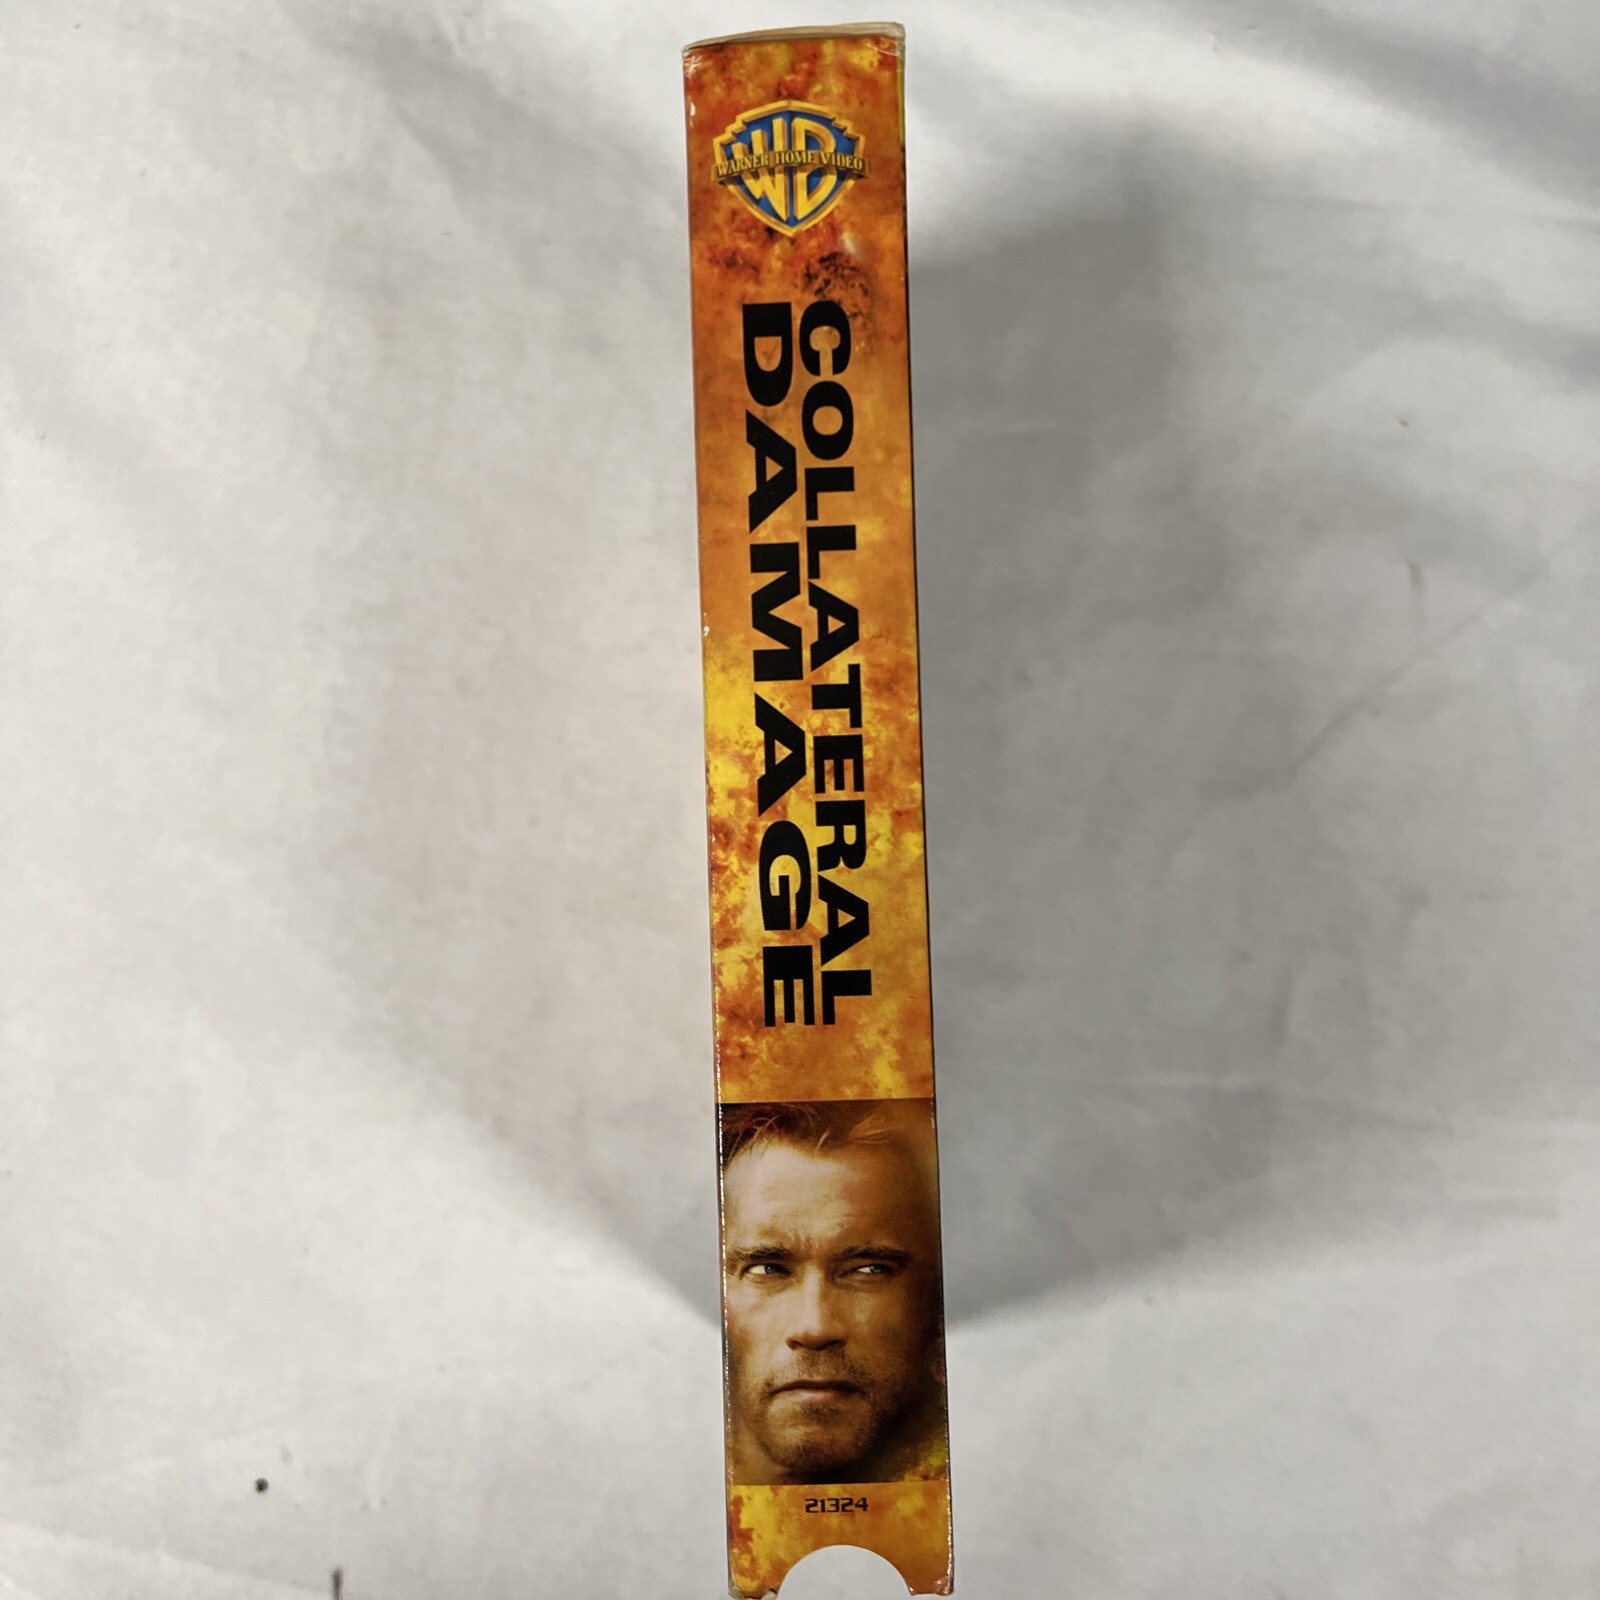 WB
WARNER HOME VIDEO
COLLATERAL
DAMAGE
21324